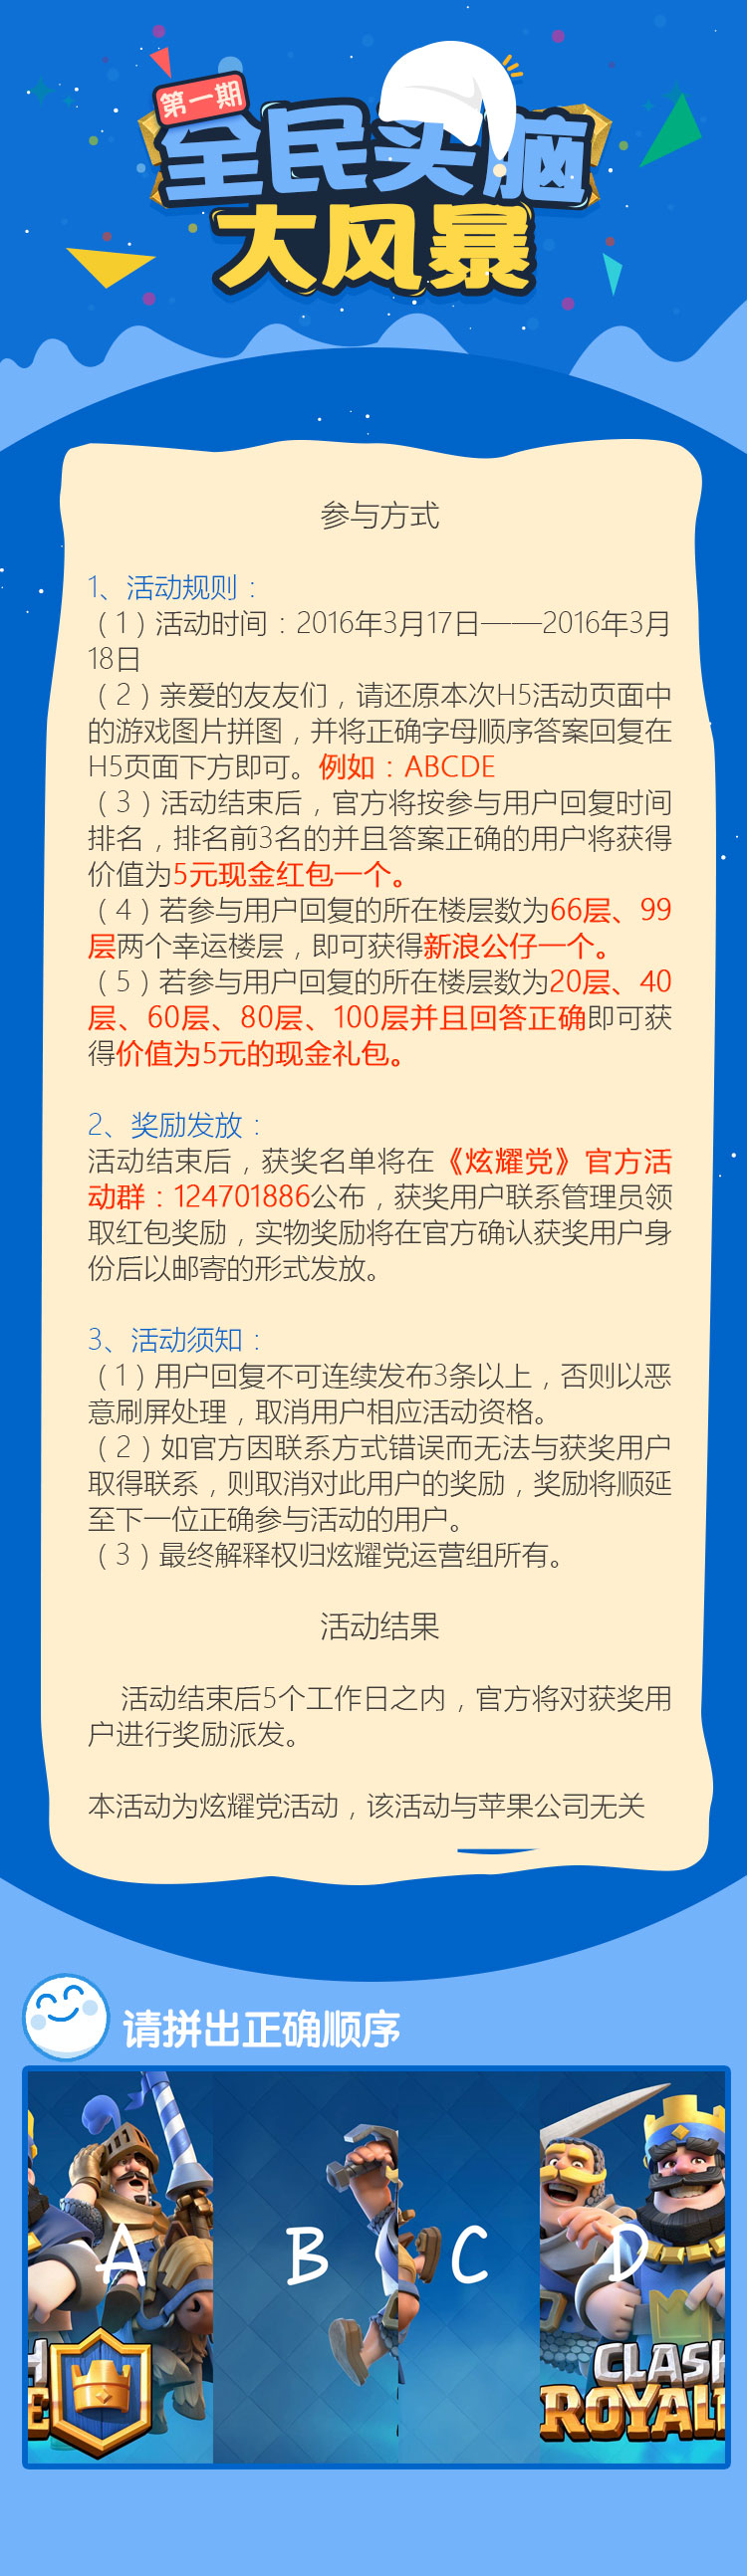 第一期
全民头脑
大风暴
参与方式
1、活动规则：
（1）活动时间：2016年3月17日——2016年3月
18日
（2）亲爱的友友们，请还原本次H5活动页面中
的游戏图片拼图，并将正确字母顺序答案回复在
H5页面下方即可。例如：ABCDE
（3）活动结束后，官方将按参与用户回复时间
排名，排名前3名的并且答案正确的用户将获得
价值为5元现金红包一个。
（4）若参与用户回复的所在楼层数为66层、99
层两个幸运楼层，即可获得新浪公仔一个。
（5）若参与用户回复的所在楼层数为20层、40
层、60层、80层、100层并且回答正确即可获
得价值为5元的现金礼包。
2、奖励发放：
活动结束后，获奖名单将在《炫耀党》官方活
动群：124701886公布，获奖用户联系管理员领
取红包奖励，实物奖励将在官方确认获奖用户身
份后以邮寄的形式发放。
3、活动须知：
（1）用户回复不可连续发布3条以上，否则以恶
意刷屏处理，取消用户相应活动资格。
（2）如官方因联系方式错误而无法与获奖用户
取得联系，则取消对此用户的奖励，奖励将顺延
至下一位正确参与活动的用户。
（3）最终解释权归炫耀党运营组所有。
活动结果
活动结束后5个工作日之内，官方将对获奖用
户进行奖励派发。
本活动为炫耀党活动，该活动与苹果公司无关
请拼出正确顺序
A B C D
H CLASH
E ROYAL